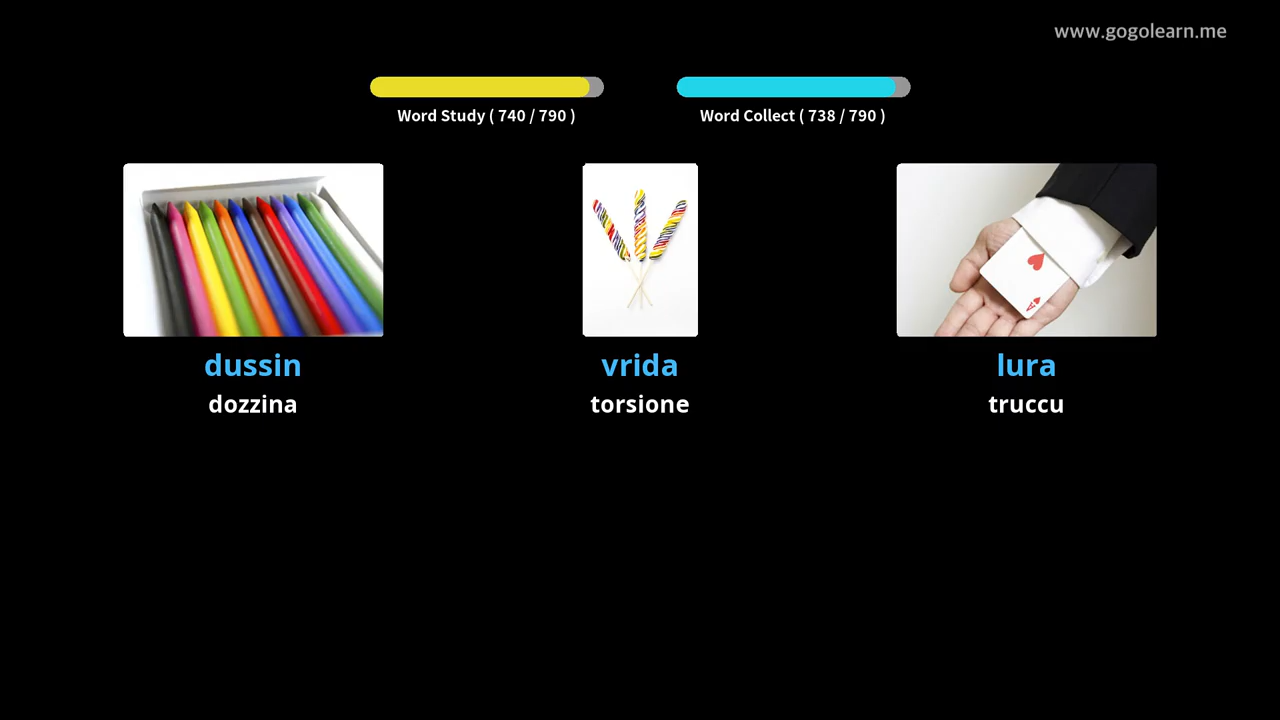 www.gogolearn.me
Word Study ( 740 / 790 )
Word Collect ( 738 / 790 )
dussin
vrida
lura
dozzina
torsione
truccu